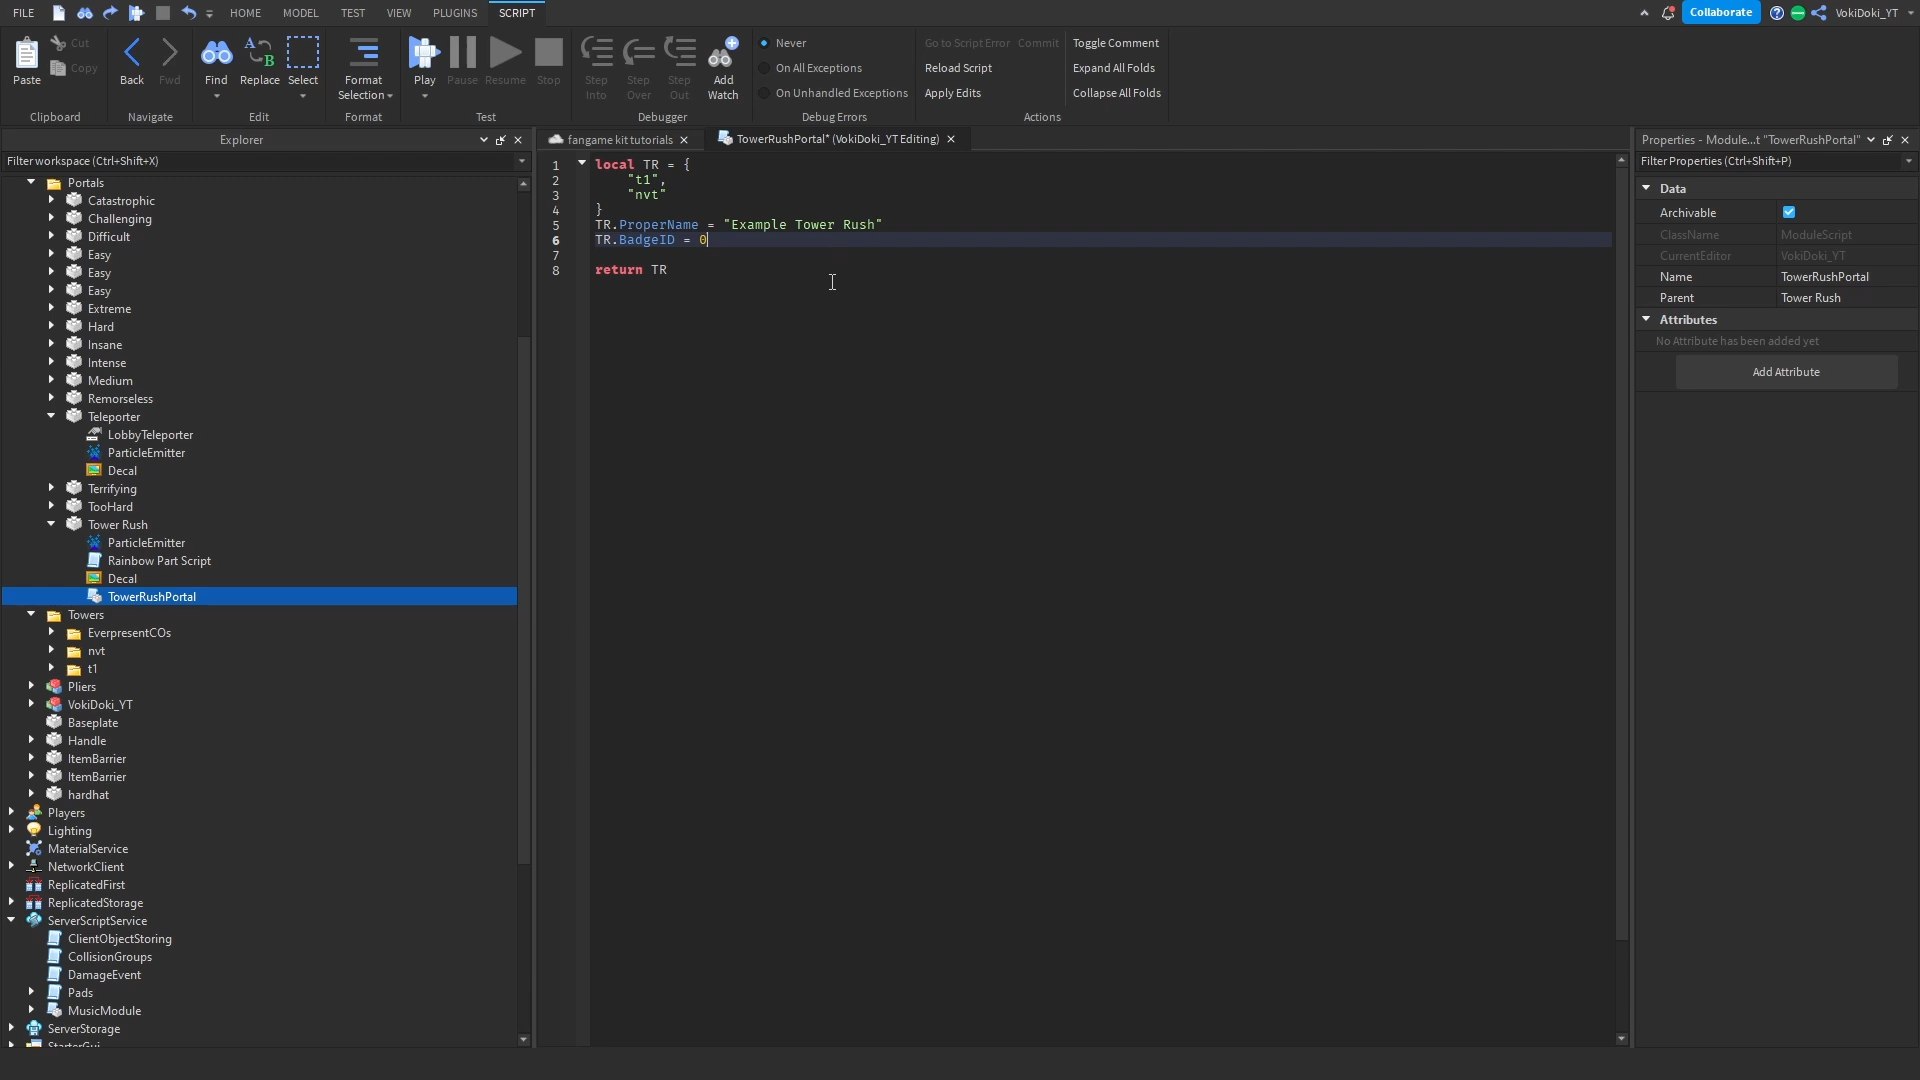 FILE HOME MODEL TEST VIEW PLUGINS SCRIPT Collaborate VokiDoki_YT
Paste Cut Copy Back Fwd Find Replace Select Format Selection Play Pause Resume Stop Step Into Step Over Step Out Add Watch
Never
On All Exceptions
On Unhandled Exceptions
Go to Script Error Commit Toggle Comment
Reload Script Expand All Folds
Apply Edits Collapse All Folds
Clipboard Navigate Edit Format Test Debugger Debug Errors Actions
Explorer
Filter workspace (Ctrl+Shift+X)
Portals
Catastrophic
Challenging
Difficult
Easy
Easy
Easy
Extreme
Hard
Insane
Intense
Medium
Remorseless
Teleporter
LobbyTeleporter
ParticleEmitter
Decal
Terrifying
TooHard
Tower Rush
ParticleEmitter
Rainbow Part Script
Decal
TowerRushPortal
Towers
EverpresentCOs
nvt
t1
Pliers
VokiDoki_YT
Baseplate
Handle
ItemBarrier
ItemBarrier
hardhat
Players
Lighting
MaterialService
NetworkClient
ReplicatedFirst
ReplicatedStorage
ServerScriptService
ClientObjectStoring
CollisionGroups
DamageEvent
Pads
MusicModule
ServerStorage
StarterGui
fangame kit tutorials TowerRushPortal* (VokiDoki_YT Editing)
1 local TR = {
2 "t1",
3 "nvt"
4 }
5 TR.ProperName = "Example Tower Rush"
6 TR.BadgeID = 0
7
8 return TR
Properties - Module...t "TowerRushPortal"
Filter Properties (Ctrl+Shift+P)
Data
Archivable
ClassName ModuleScript
CurrentEditor VokiDoki_YT
Name TowerRushPortal
Parent Tower Rush
Attributes
No Attribute has been added yet
Add Attribute